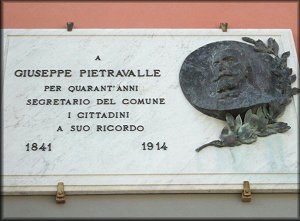 A
GIUSEPPE PIETRAVALLE
PER QUARANT'ANNI
SEGRETARIO DEL COMUNE
I CITTADINI
A SUO RICORDO
1841 1914